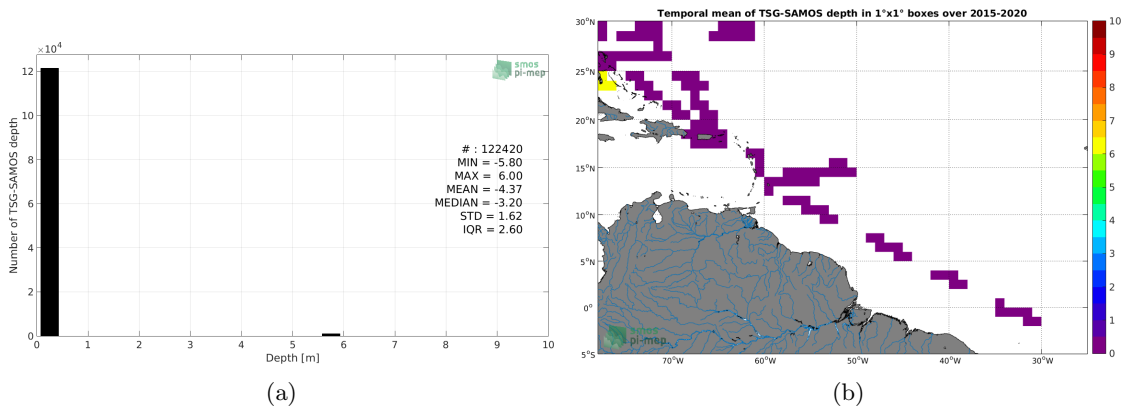 ×10⁴
12
10
8
6
4
2
0
Number of TSG-SAMOS depth
smos
pi-mep
# : 122420
MIN = -5.80
MAX = 6.00
MEAN = -4.37
MEDIAN = -3.20
STD = 1.62
IQR = 2.60
0 1 2 3 4 5 6 7 8 9 10
Depth [m]
(a)
Temporal mean of TSG-SAMOS depth in 1°x1° boxes over 2015-2020
30°N
25°N
20°N
15°N
10°N
5°N
0°
5°S
70°W 60°W 50°W 40°W 30°W
smos
pi-mep
10
9
8
7
6
5
4
3
2
1
0
(b)